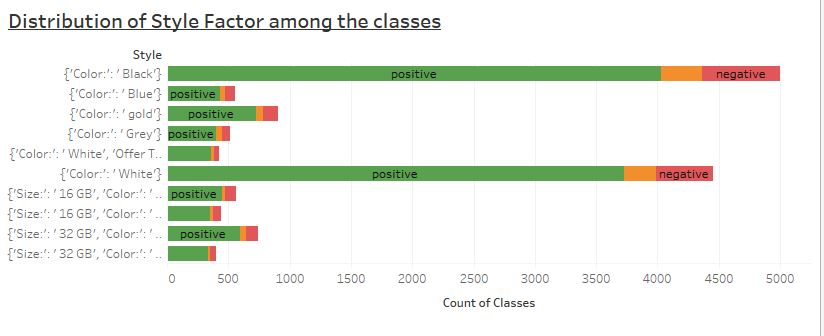 Distribution of Style Factor among the classes
Style
{'Color:': ' Black'} positive negative
{'Color:': ' Blue'} positive
{'Color:': ' gold'} positive
{'Color:': ' Grey'} positive
{'Color:': ' White', 'Offer T..
{'Color:': ' White'} positive negative
{'Size:': ' 16 GB', 'Color:': ' .. positive
{'Size:': ' 16 GB', 'Color:': ' ..
{'Size:': ' 32 GB', 'Color:': ' .. positive
{'Size:': ' 32 GB', 'Color:': ' ..
0 500 1000 1500 2000 2500 3000 3500 4000 4500 5000
Count of Classes